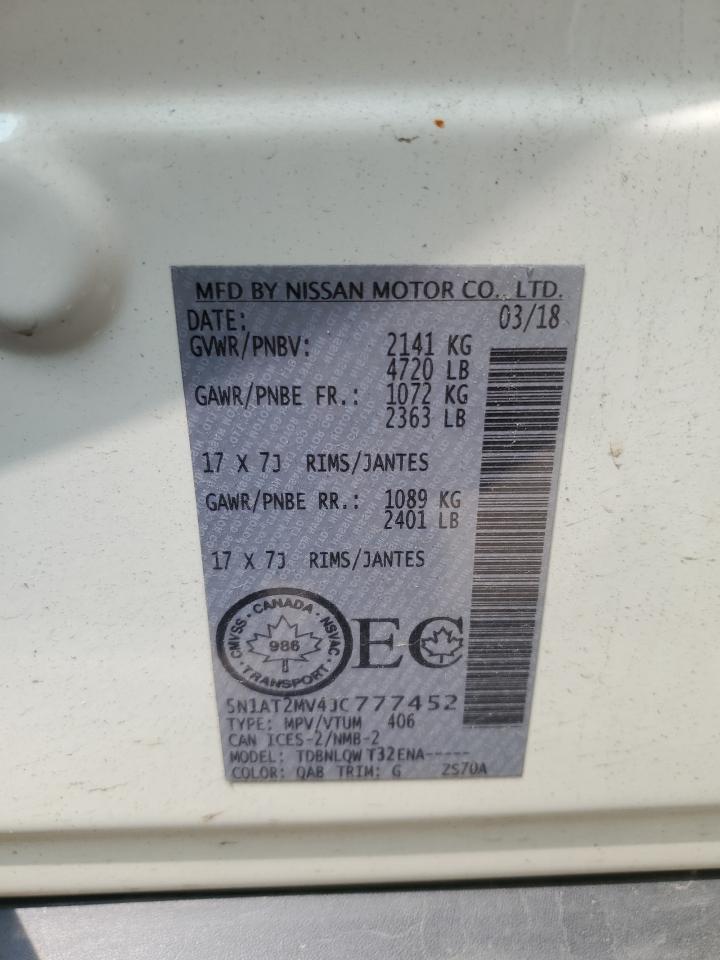 MFD BY NISSAN MOTOR CO., LTD.
DATE: 03/18
GVWR/PNBV: 2141 KG
4720 LB
GAWR/PNBE FR.: 1072 KG
2363 LB
17 X 7J RIMS/JANTES
GAWR/PNBE RR.: 1089 KG
2401 LB
17 X 7J RIMS/JANTES
CMVSS · CANADA · NSVAC · TRANSPORT ·
986
EC
5N1AT2MV4JC777452
TYPE: MPV/VTUM 406
CAN ICES-2/NMB-2
MODEL: TDBNLQW T32ENA-----
COLOR: QAB TRIM: G 2S70A